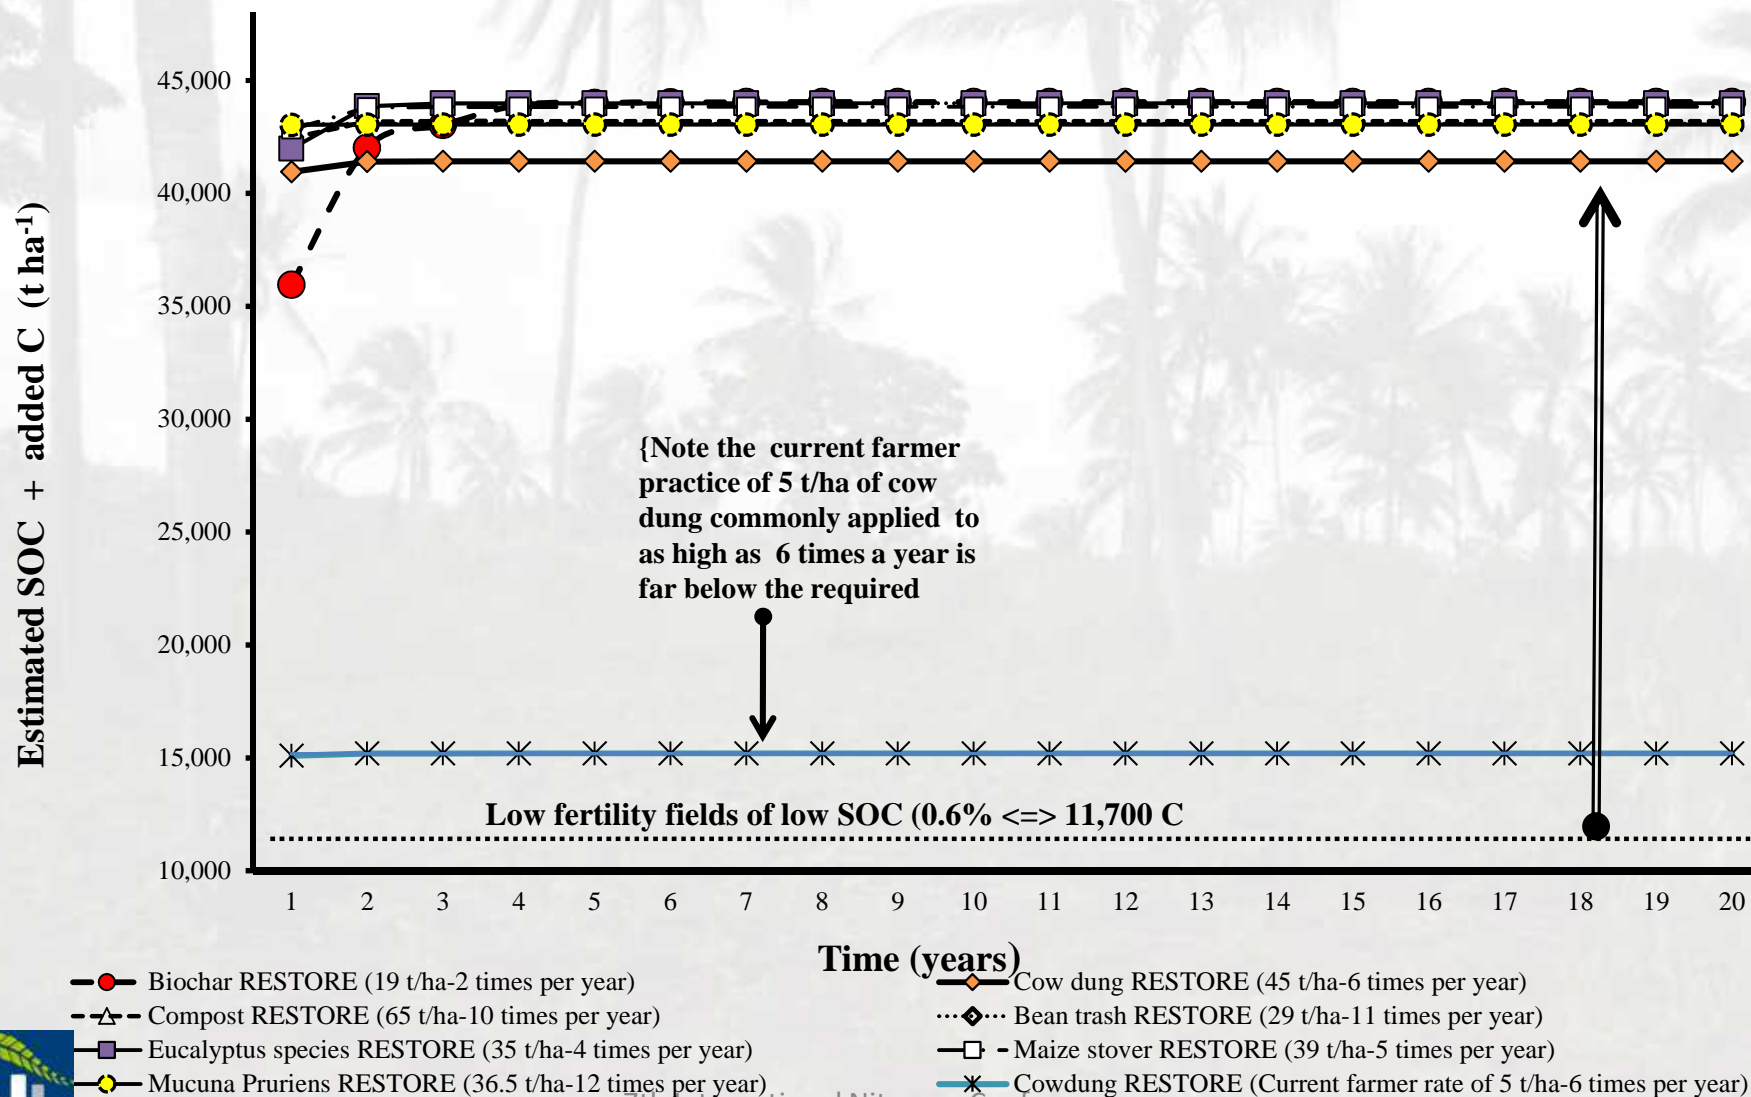 Estimated SOC + added C (t ha-1)
45,000
40,000
35,000
30,000
25,000
20,000
15,000
10,000
{Note the current farmer
practice of 5 t/ha of cow
dung commonly applied to
as high as 6 times a year is
far below the required
Low fertility fields of low SOC (0.6% <=> 11,700 C
1 2 3 4 5 6 7 8 9 10 11 12 13 14 15 16 17 18 19 20
Time (years)
Biochar RESTORE (19 t/ha-2 times per year)
Cow dung RESTORE (45 t/ha-6 times per year)
Compost RESTORE (65 t/ha-10 times per year)
Bean trash RESTORE (29 t/ha-11 times per year)
Eucalyptus species RESTORE (35 t/ha-4 times per year)
Maize stover RESTORE (39 t/ha-5 times per year)
Mucuna Pruriens RESTORE (36.5 t/ha-12 times per year)
Cowdung RESTORE (Current farmer rate of 5 t/ha-6 times per year)